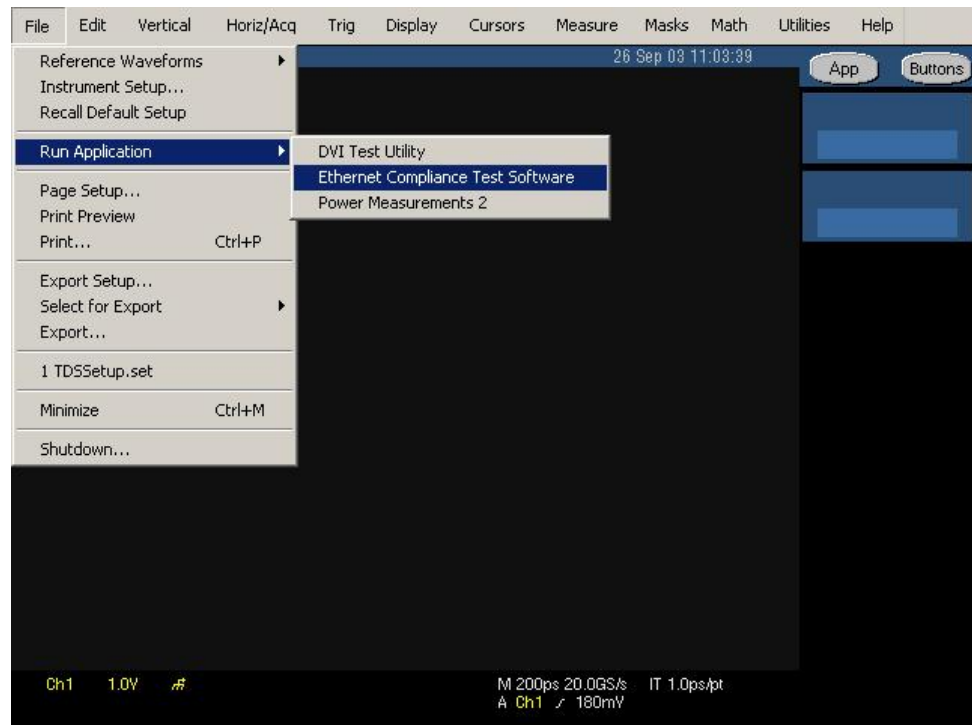 File Edit Vertical Horiz/Acq Trig Display Cursors Measure Masks Math Utilities Help
26 Sep 03 11:03:39
App Buttons
Reference Waveforms
Instrument Setup...
Recall Default Setup
Run Application
DVI Test Utility
Ethernet Compliance Test Software
Power Measurements 2
Page Setup...
Print Preview
Print... Ctrl+P
Export Setup...
Select for Export
Export...
1 TDSSetup.set
Minimize Ctrl+M
Shutdown...
Ch1 1.0V
M 200ps 20.0GS/s IT 1.0ps/pt
A Ch1 180mV